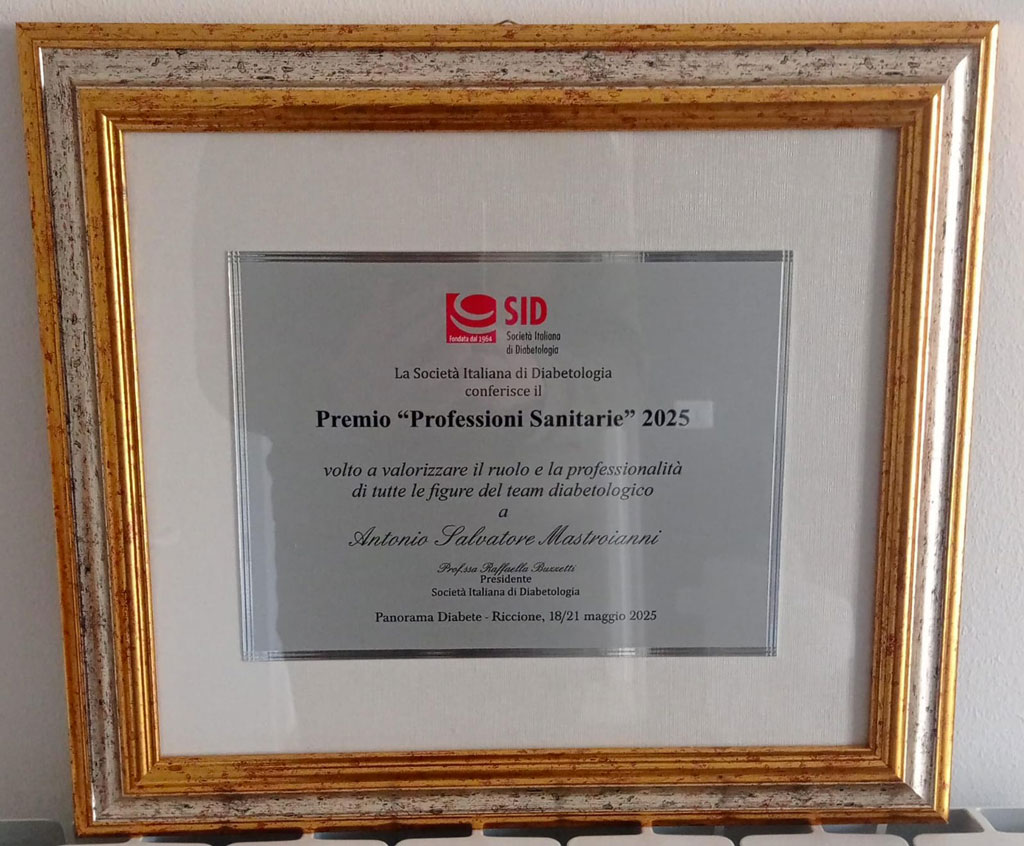 SID
Fondata dal 1964
Società Italiana
di Diabetologia
La Società Italiana di Diabetologia
conferisce il
Premio “Professioni Sanitarie” 2025
volto a valorizzare il ruolo e la professionalità
di tutte le figure del team diabetologico
a
Antonio Salvatore Mastroianni
Prof.ssa Raffaella Buzzetti
Presidente
Società Italiana di Diabetologia
Panorama Diabete - Riccione, 18/21 maggio 2025